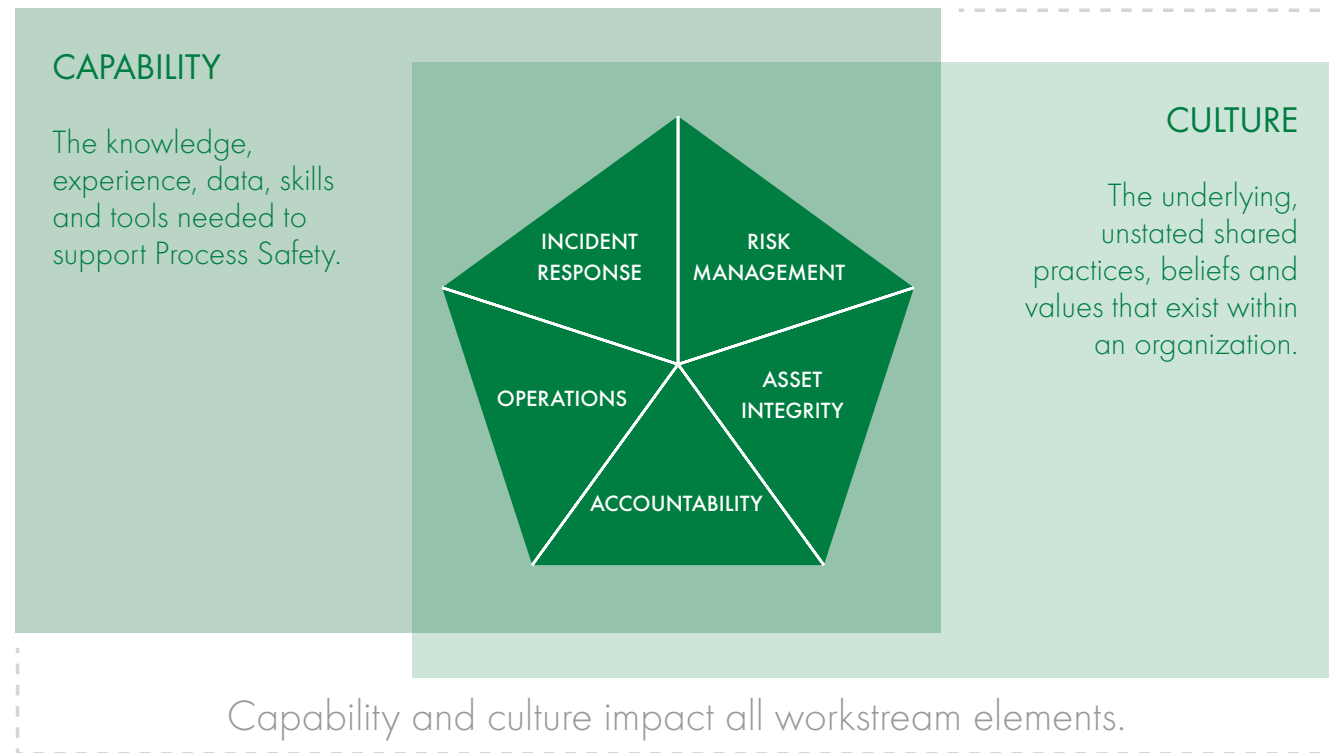 CAPABILITY
The knowledge,
experience, data, skills
and tools needed to
support Process Safety.
CULTURE
The underlying,
unstated shared
practices, beliefs and
values that exist within
an organization.
INCIDENT
RESPONSE
RISK
MANAGEMENT
OPERATIONS
ASSET
INTEGRITY
ACCOUNTABILITY
Capability and culture impact all workstream elements.